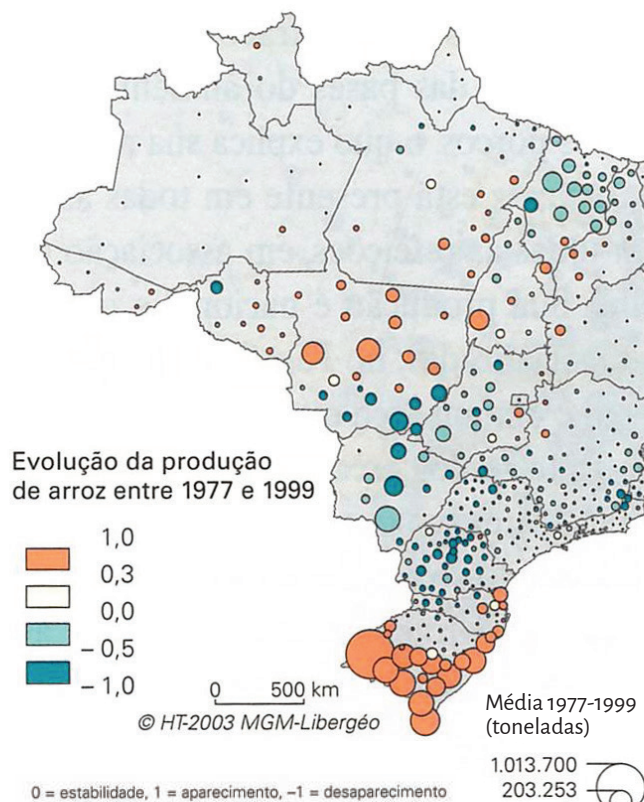 Evolução da produção
de arroz entre 1977 e 1999
1,0
0,3
0,0
– 0,5
– 1,0
0 500 km
© HT-2003 MGM-Libergéo
Média 1977-1999
(toneladas)
1.013.700
203.253
0 = estabilidade, 1 = aparecimento, –1 = desaparecimento